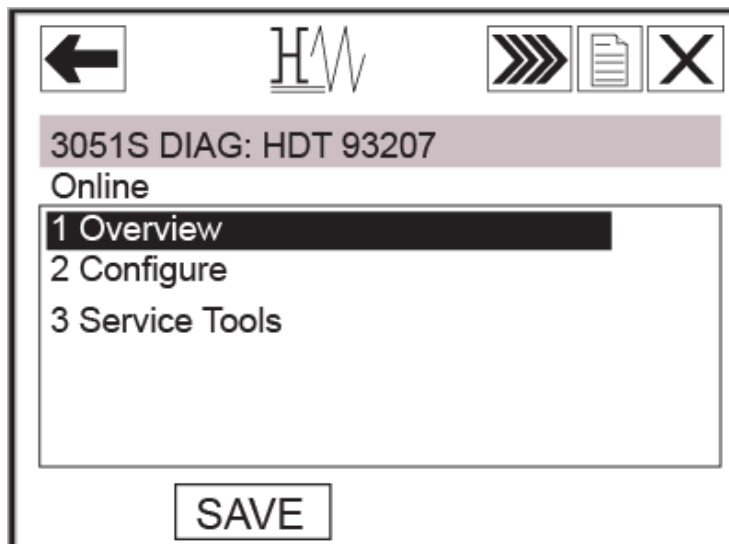 3051S DIAG: HDT 93207
Online
1 Overview
2 Configure
3 Service Tools
SAVE